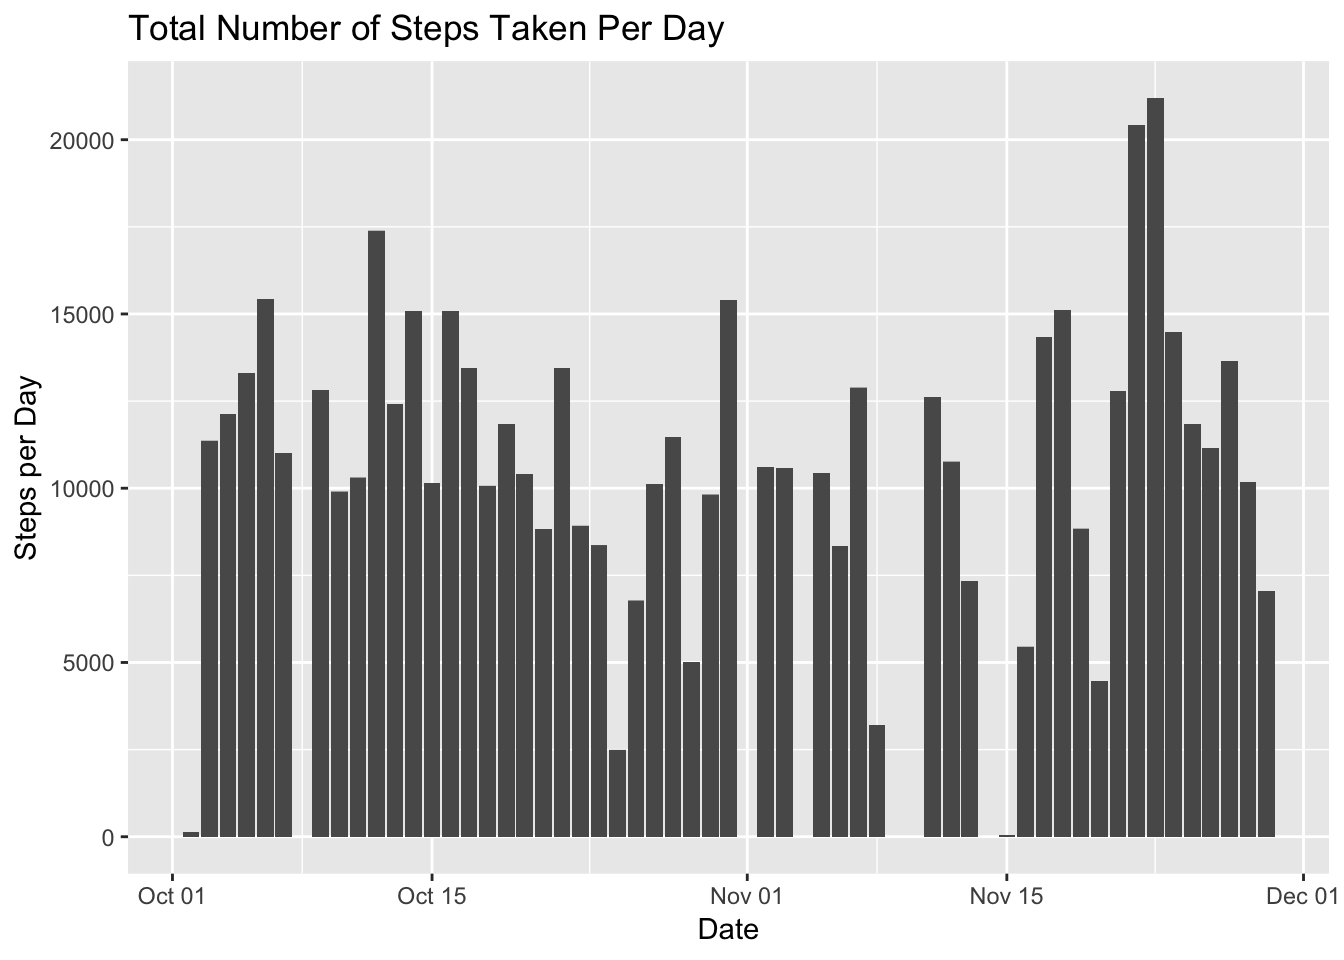 Total Number of Steps Taken Per Day
Steps per Day
20000
15000
10000
5000
0
Oct 01 Oct 15 Nov 01 Nov 15 Dec 01
Date